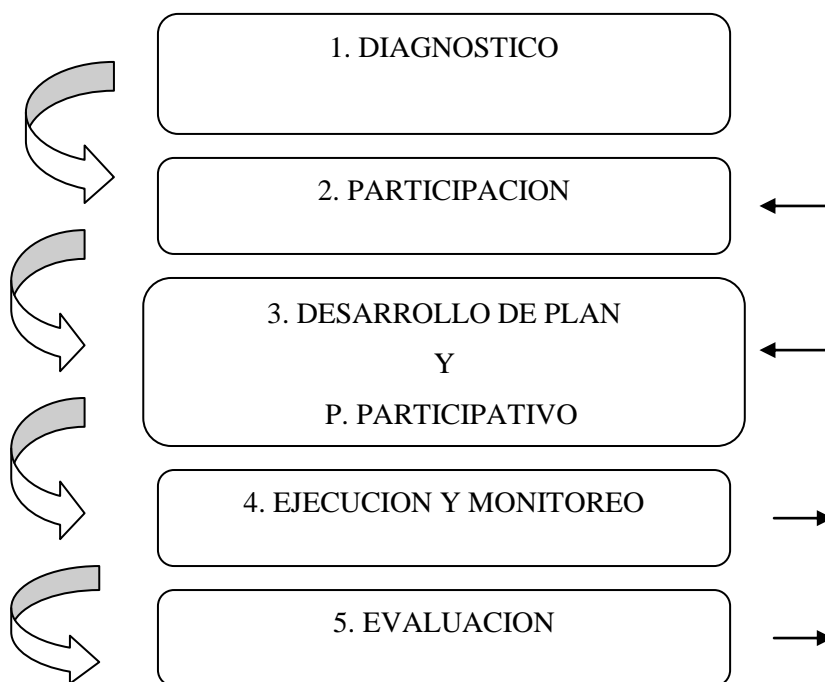 1. DIAGNOSTICO
2. PARTICIPACION
3. DESARROLLO DE PLAN
Y
P. PARTICIPATIVO
4. EJECUCION Y MONITOREO
5. EVALUACION